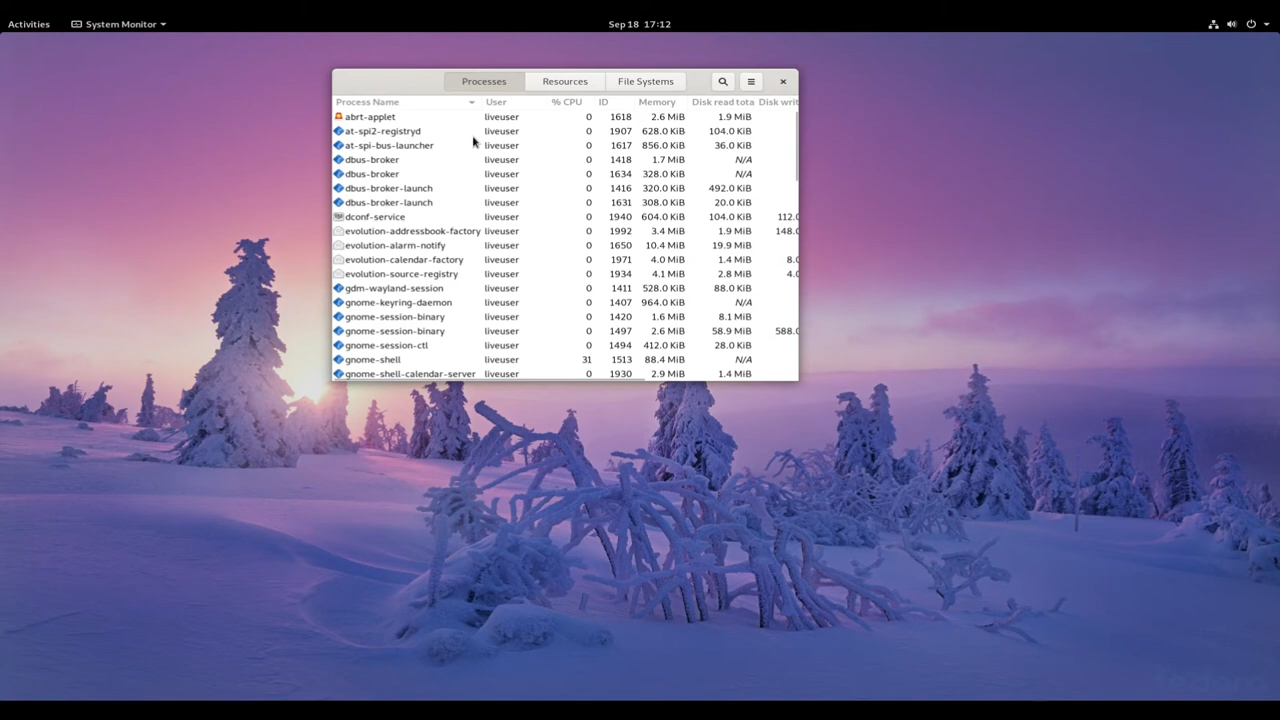 Activities System Monitor Sep 18 17:12
Processes Resources File Systems
Process Name User % CPU ID Memory Disk read tota Disk writ
abrt-applet liveuser 0 1618 2.6 MiB 1.9 MiB
at-spi2-registryd liveuser 0 1907 628.0 KiB 104.0 KiB
at-spi-bus-launcher liveuser 0 1617 856.0 KiB 36.0 KiB
dbus-broker liveuser 0 1418 1.7 MiB N/A
dbus-broker liveuser 0 1634 328.0 KiB N/A
dbus-broker-launch liveuser 0 1416 320.0 KiB 492.0 KiB
dbus-broker-launch liveuser 0 1631 308.0 KiB 20.0 KiB
dconf-service liveuser 0 1940 604.0 KiB 104.0 KiB 112.0
evolution-addressbook-factory liveuser 0 1992 3.4 MiB 1.9 MiB 148.0
evolution-alarm-notify liveuser 0 1650 10.4 MiB 19.9 MiB
evolution-calendar-factory liveuser 0 1971 4.0 MiB 1.4 MiB 8.0
evolution-source-registry liveuser 0 1934 4.1 MiB 2.8 MiB 4.0
gdm-wayland-session liveuser 0 1411 528.0 KiB 88.0 KiB
gnome-keyring-daemon liveuser 0 1407 964.0 KiB N/A
gnome-session-binary liveuser 0 1420 1.6 MiB 8.1 MiB
gnome-session-binary liveuser 0 1497 2.6 MiB 58.9 MiB 588.0
gnome-session-ctl liveuser 0 1494 412.0 KiB 28.0 KiB
gnome-shell liveuser 31 1513 88.4 MiB N/A
gnome-shell-calendar-server liveuser 0 1930 2.9 MiB 1.4 MiB